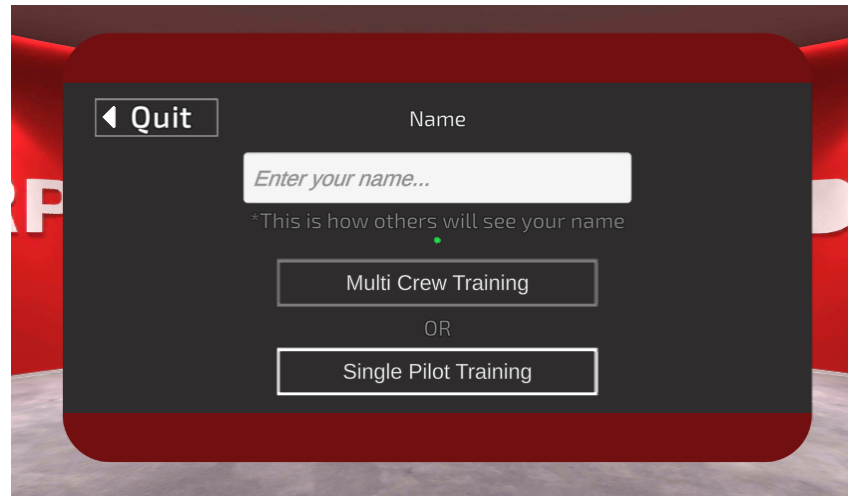 Quit
Name
Enter your name...
*This is how others will see your name
Multi Crew Training
OR
Single Pilot Training